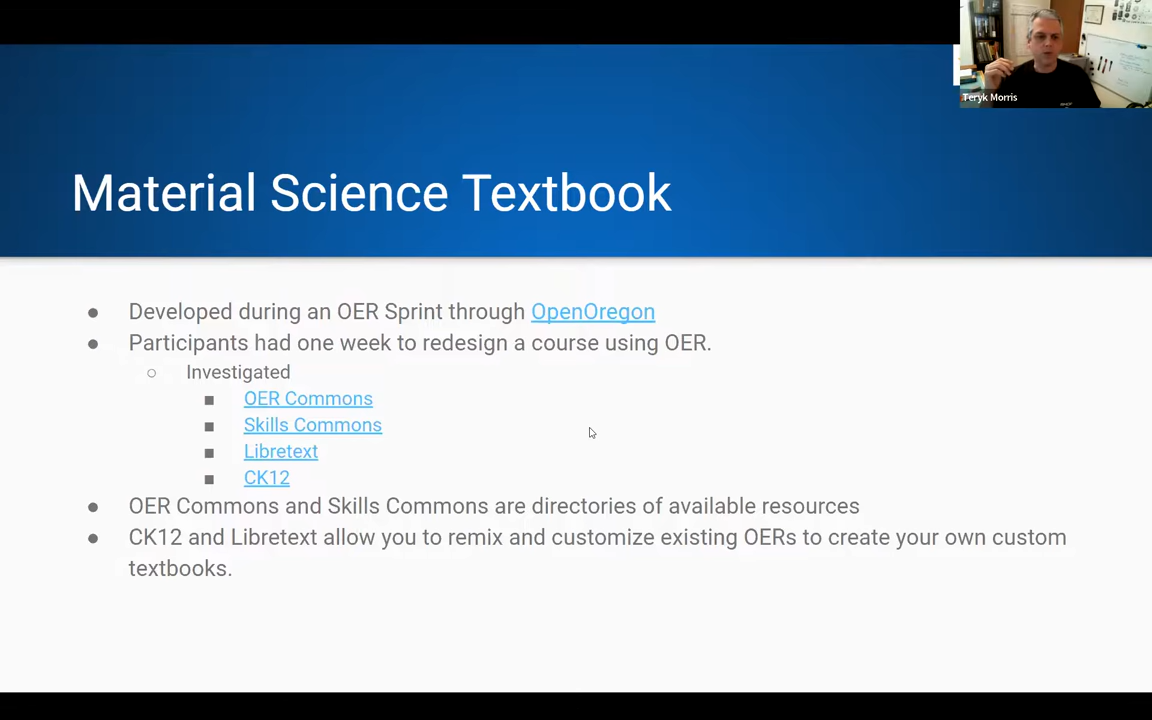 Teryk Morris
Material Science Textbook
● Developed during an OER Sprint through OpenOregon
● Participants had one week to redesign a course using OER.
○ Investigated
■ OER Commons
■ Skills Commons
■ Libretext
■ CK12
● OER Commons and Skills Commons are directories of available resources
● CK12 and Libretext allow you to remix and customize existing OERs to create your own custom
textbooks.